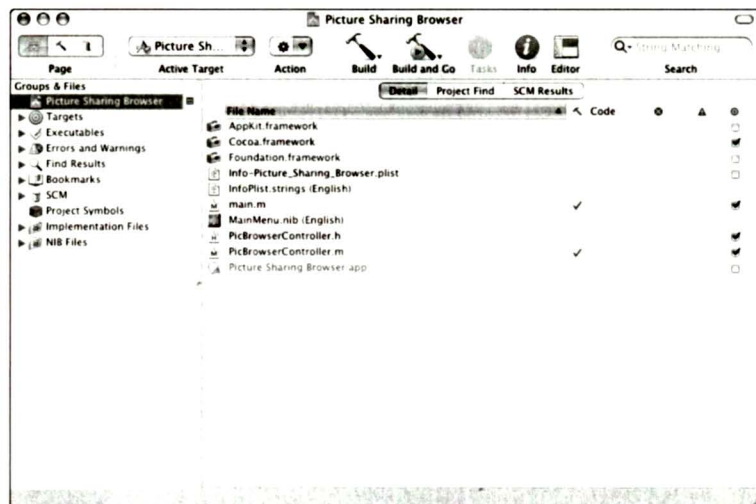 Picture Sharing Browser
Picture Sh...
String Matching
Page
Active Target
Action
Build
Build and Go
Tasks
Info
Editor
Search
Groups & Files
Picture Sharing Browser
Targets
Executables
Errors and Warnings
Find Results
Bookmarks
SCM
Project Symbols
Implementation Files
NIB Files
Detail
Project Find
SCM Results
File Name
Code
AppKit.framework
Cocoa.framework
Foundation.framework
Info-Picture_Sharing_Browser.plist
InfoPlist.strings (English)
main.m
MainMenu.nib (English)
PicBrowserController.h
PicBrowserController.m
Picture Sharing Browser.app